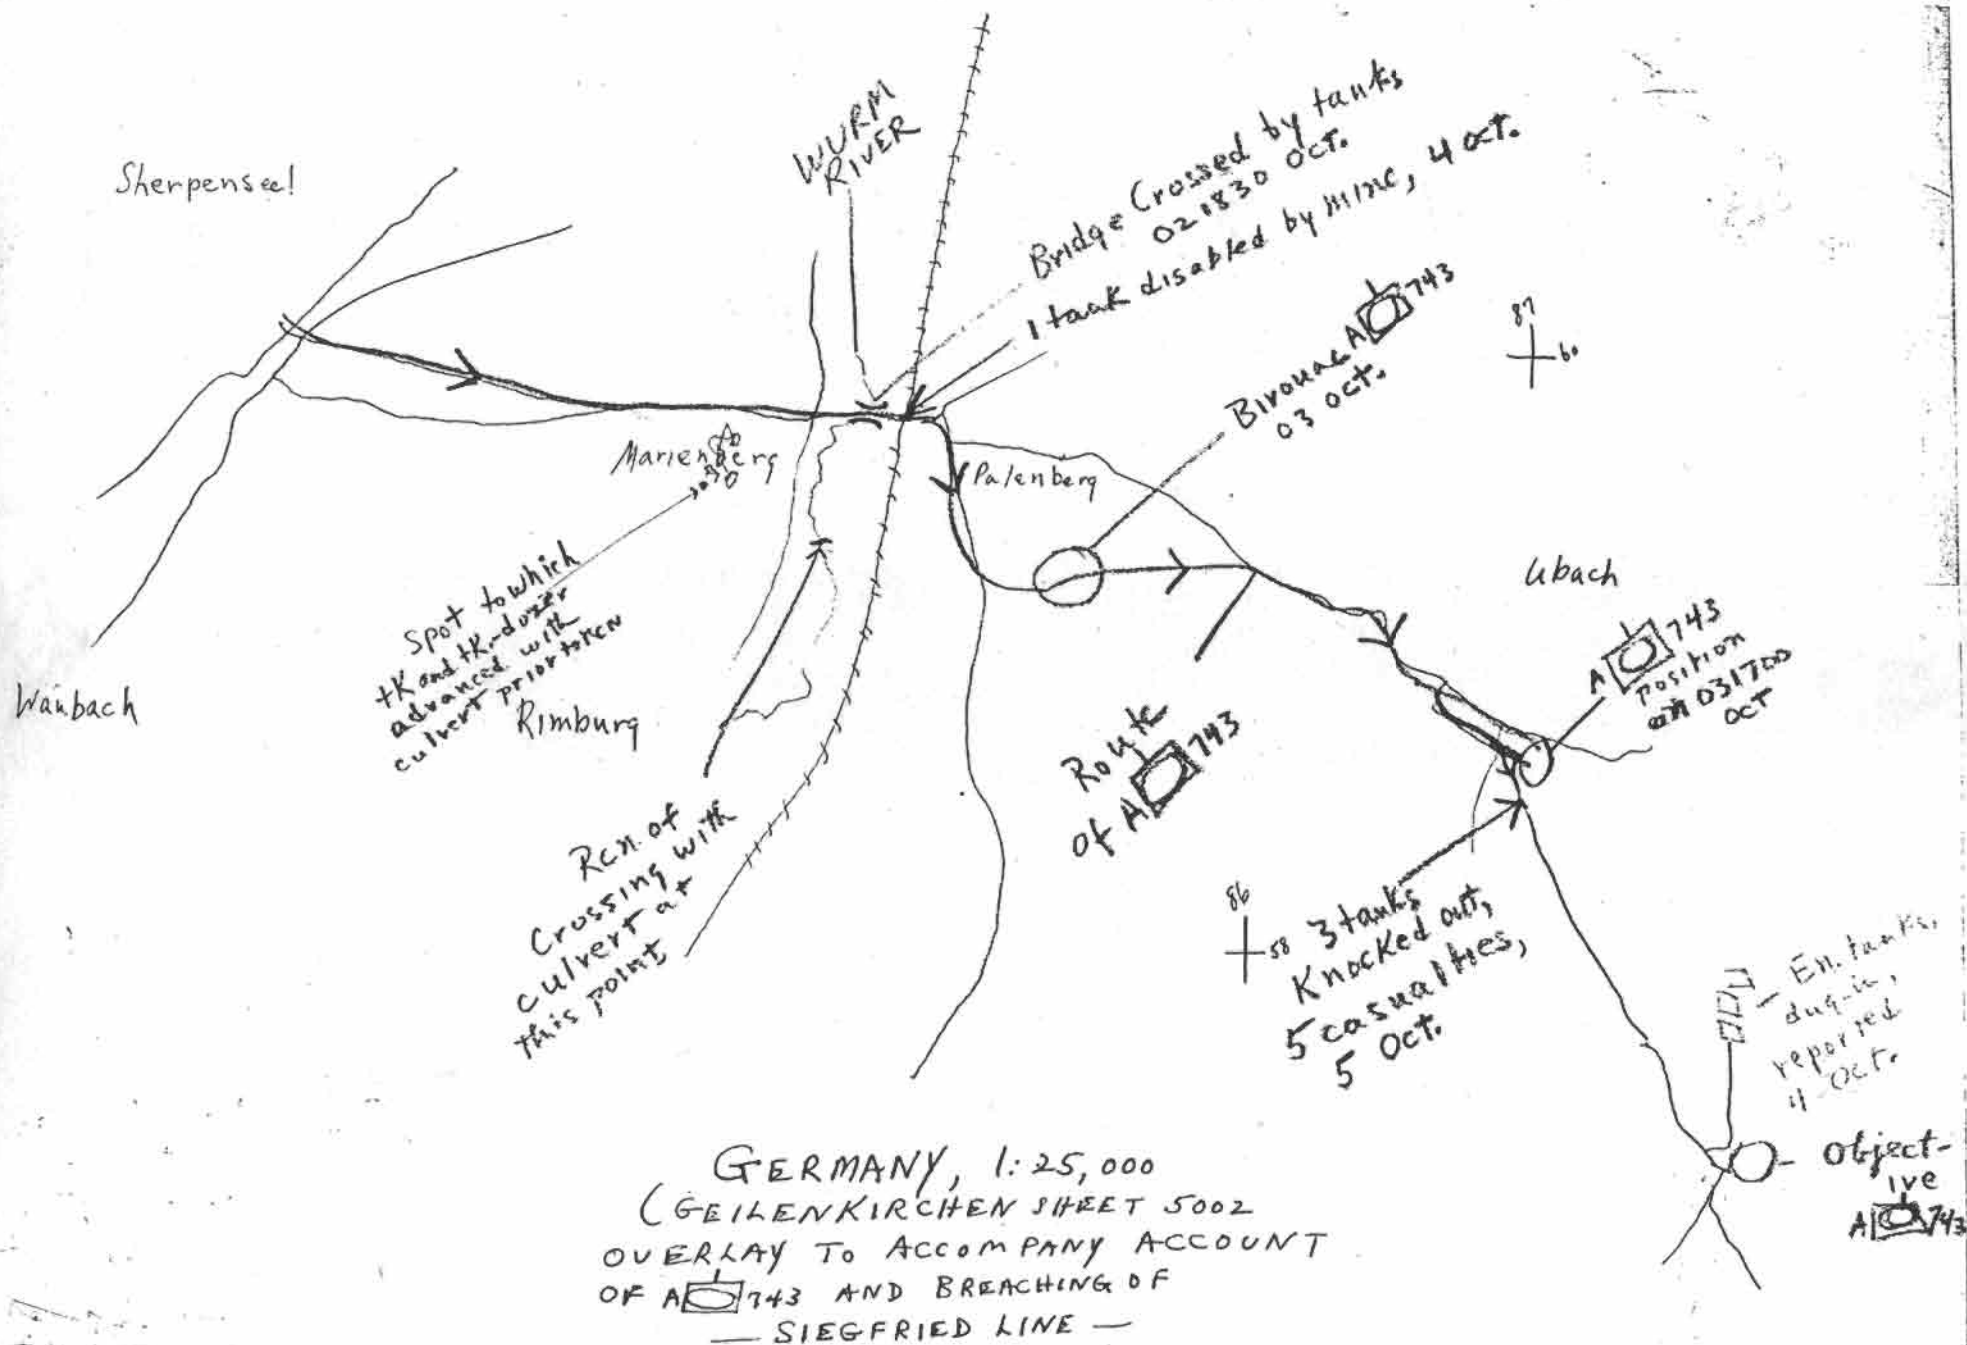 Sherpenseel
WURM
RIVER
Bridge Crossed by tanks
021830 Oct.
1 tank disabled by mine, 4 Oct.
Bivouac A 743
03 Oct.
87
60
Marienberg
Palenberg
Ubach
A 743
position
031700
OCT
Spot to which
tK and tK-dozer
advanced with
culvert prior to
Waubach
Rimburg
Route
of A 743
Rcn. of
Crossing with
culvert at
this point
86
58
3 tanks
Knocked out,
5 casualties,
5 Oct.
En. tanks,
dug-in,
reported
4 Oct.
Object-
ive
A 743
GERMANY, 1:25,000
(GEILENKIRCHEN SHEET 5002
OVERLAY TO ACCOMPANY ACCOUNT
OF A 743 AND BREACHING OF
— SIEGFRIED LINE —